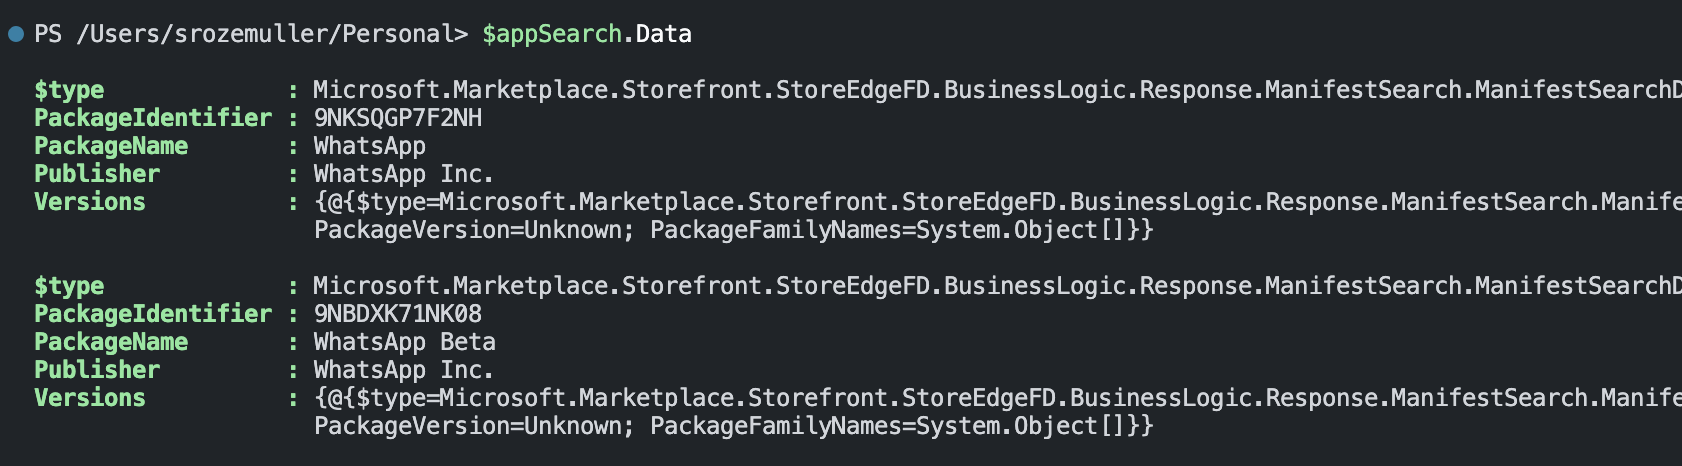 PS /Users/srozemuller/Personal> $appSearch.Data
$type : Microsoft.Marketplace.Storefront.StoreEdgeFD.BusinessLogic.Response.ManifestSearch.ManifestSearchD
PackageIdentifier : 9NKSQGP7F2NH
PackageName : WhatsApp
Publisher : WhatsApp Inc.
Versions : {@{$type=Microsoft.Marketplace.Storefront.StoreEdgeFD.BusinessLogic.Response.ManifestSearch.Manife
PackageVersion=Unknown; PackageFamilyNames=System.Object[]}}
$type : Microsoft.Marketplace.Storefront.StoreEdgeFD.BusinessLogic.Response.ManifestSearch.ManifestSearchD
PackageIdentifier : 9NBDXK71NK08
PackageName : WhatsApp Beta
Publisher : WhatsApp Inc.
Versions : {@{$type=Microsoft.Marketplace.Storefront.StoreEdgeFD.BusinessLogic.Response.ManifestSearch.Manife
PackageVersion=Unknown; PackageFamilyNames=System.Object[]}}